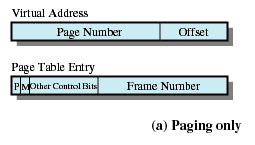 Virtual Address
Page Number Offset
Page Table Entry
P M Other Control Bits Frame Number
(a) Paging only